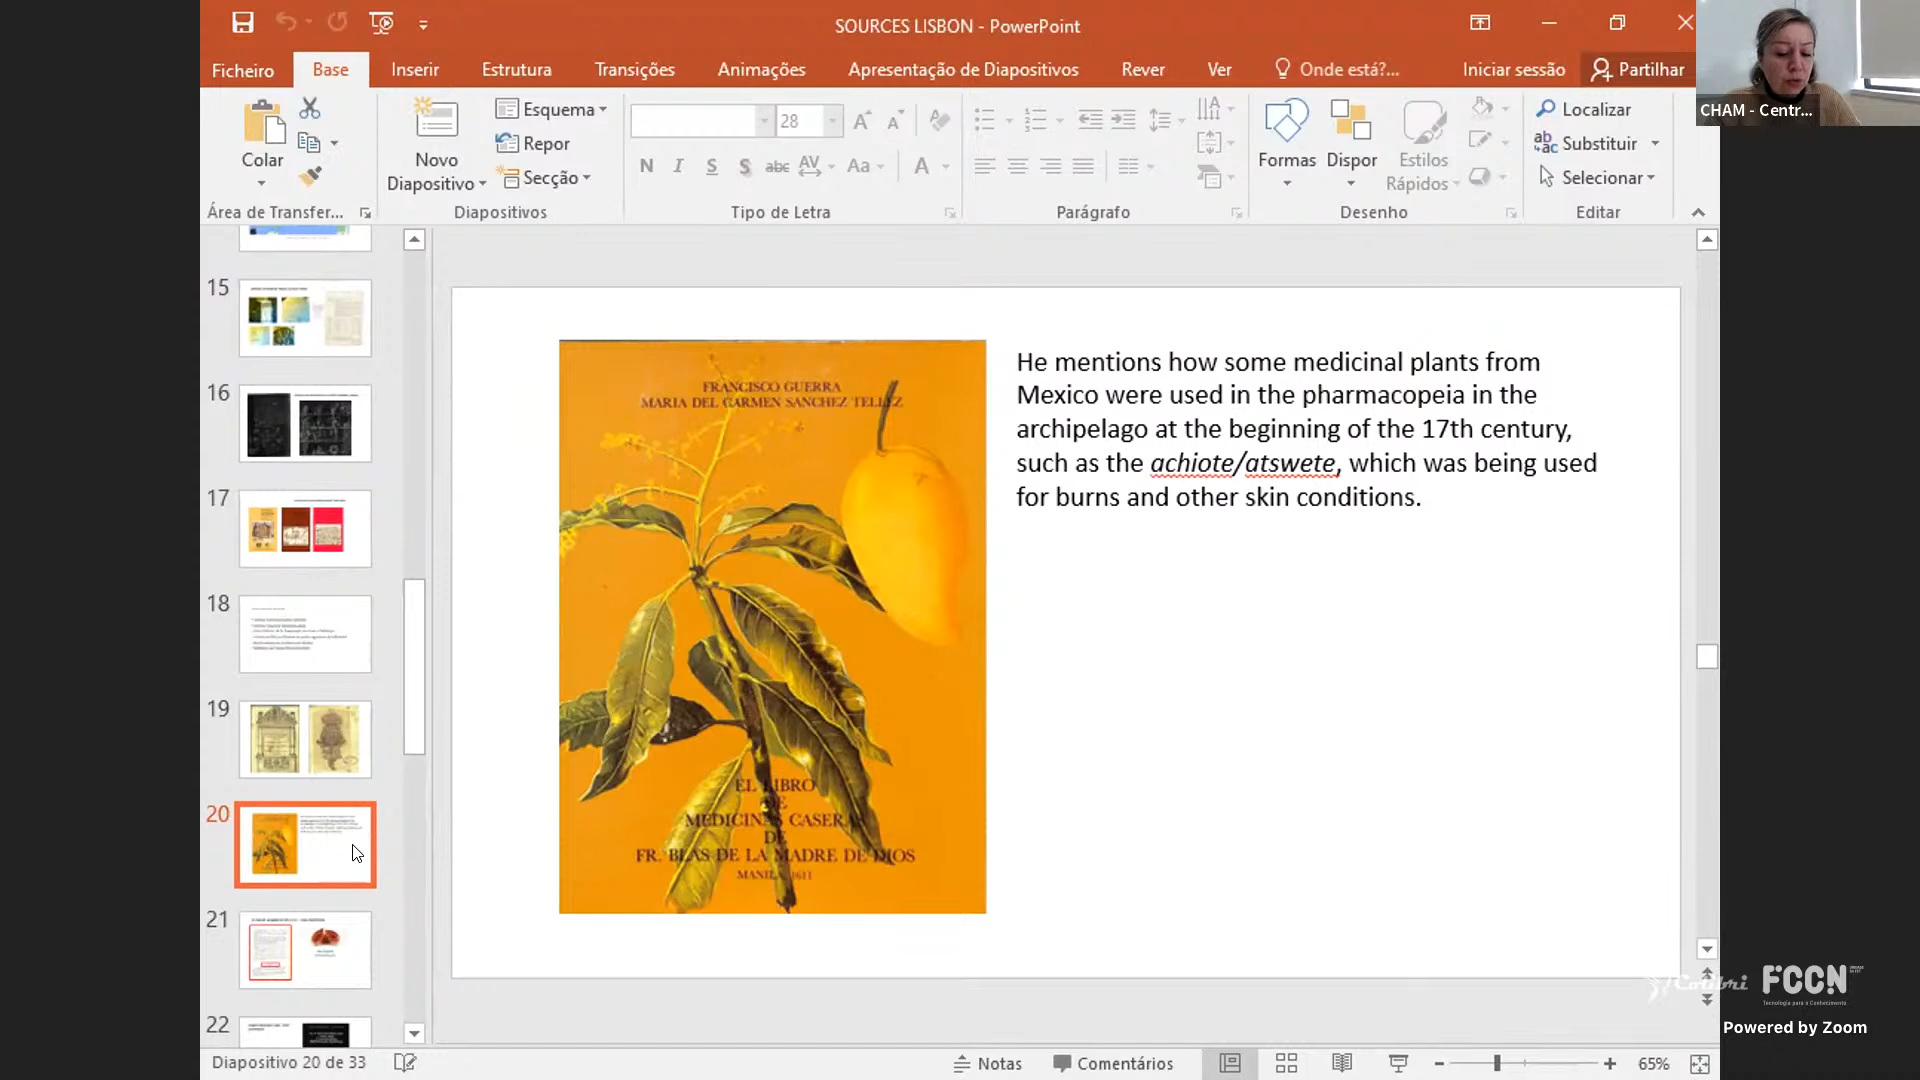 SOURCES LISBON - PowerPoint
Ficheiro Base Inserir Estrutura Transições Animações Apresentação de Diapositivos Rever Ver Onde está?... Iniciar sessão Partilhar
CHAM - Centr...
Colar
Novo
Diapositivo
Esquema
Repor
Secção
28
N I S S abc AV Aa A
Formas
Dispor
Estilos
Rápidos
Localizar
Substituir
Selecionar
Área de Transfer... Diapositivos Tipo de Letra Parágrafo Desenho Editar
15
16
17
18
19
20
21
22
FRANCISCO GUERRA
MARIA DEL CARMEN SANCHEZ TELLEZ
EL LIBRO
DE
MEDICINAS CASERAS
DE
FR. BLAS DE LA MADRE DE DIOS
MANILA, 1611
He mentions how some medicinal plants from
Mexico were used in the pharmacopeia in the
archipelago at the beginning of the 17th century,
such as the achiote/atswete, which was being used
for burns and other skin conditions.
Colibri FCCN
Tecnologia para o Conhecimento
Powered by Zoom
Diapositivo 20 de 33 Notas Comentários 65%